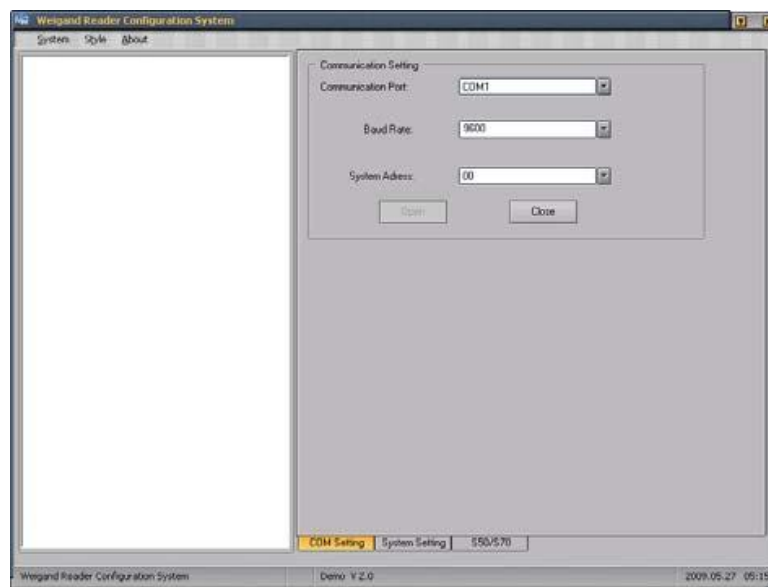 Weigand Reader Configuration System
System Style About
Communication Setting
Communication Port: COM1
Baud Rate: 9600
System Adress: 00
Open Close
COM Setting System Setting S50/S70
Weigand Reader Configuration System Demo V 2.0 2009.05.27 05:15